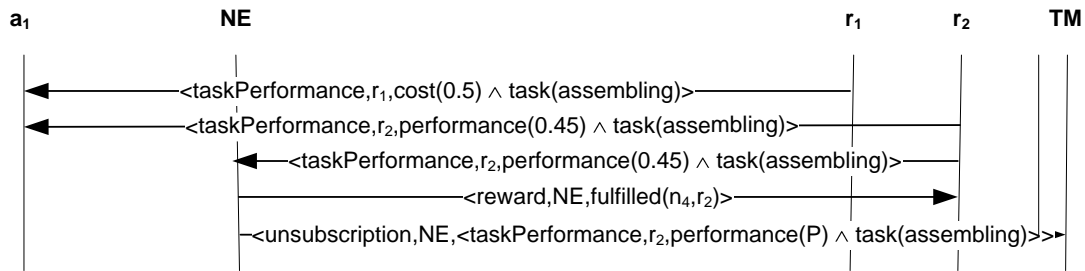 a₁ NE r₁ r₂ TM
<taskPerformance,r₁,cost(0.5) ∧ task(assembling)>
<taskPerformance,r₂,performance(0.45) ∧ task(assembling)>
<taskPerformance,r₂,performance(0.45) ∧ task(assembling)>
<reward,NE,fulfilled(n₄,r₂)>
<unsubscription,NE,<taskPerformance,r₂,performance(P) ∧ task(assembling)>>